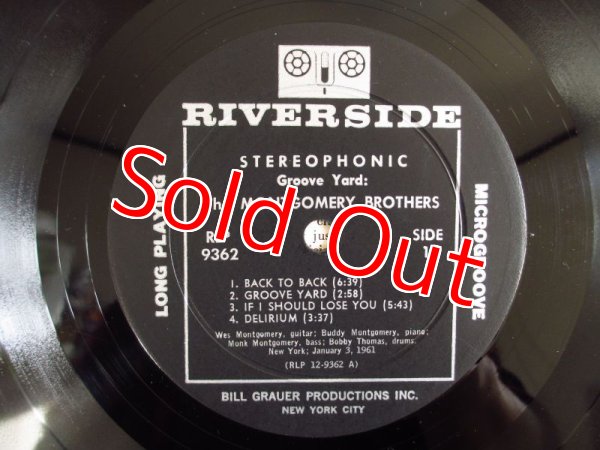 RIVERSIDE
STEREOPHONIC
Groove Yard:
MONTGOMERY BROTHERS
LONG PLAYING
MICROGROOVE
RLP
9362
SIDE
1
Sold Out
1. BACK TO BACK (6:39)
2. GROOVE YARD (2:58)
3. IF I SHOULD LOSE YOU (5:43)
4. DELIRIUM (3:37)
Wes Montgomery, guitar; Buddy Montgomery, piano;
Monk Montgomery, bass; Bobby Thomas, drums.
New York; January 3, 1961
(RLP 12-9362 A)
BILL GRAUER PRODUCTIONS INC.
NEW YORK CITY